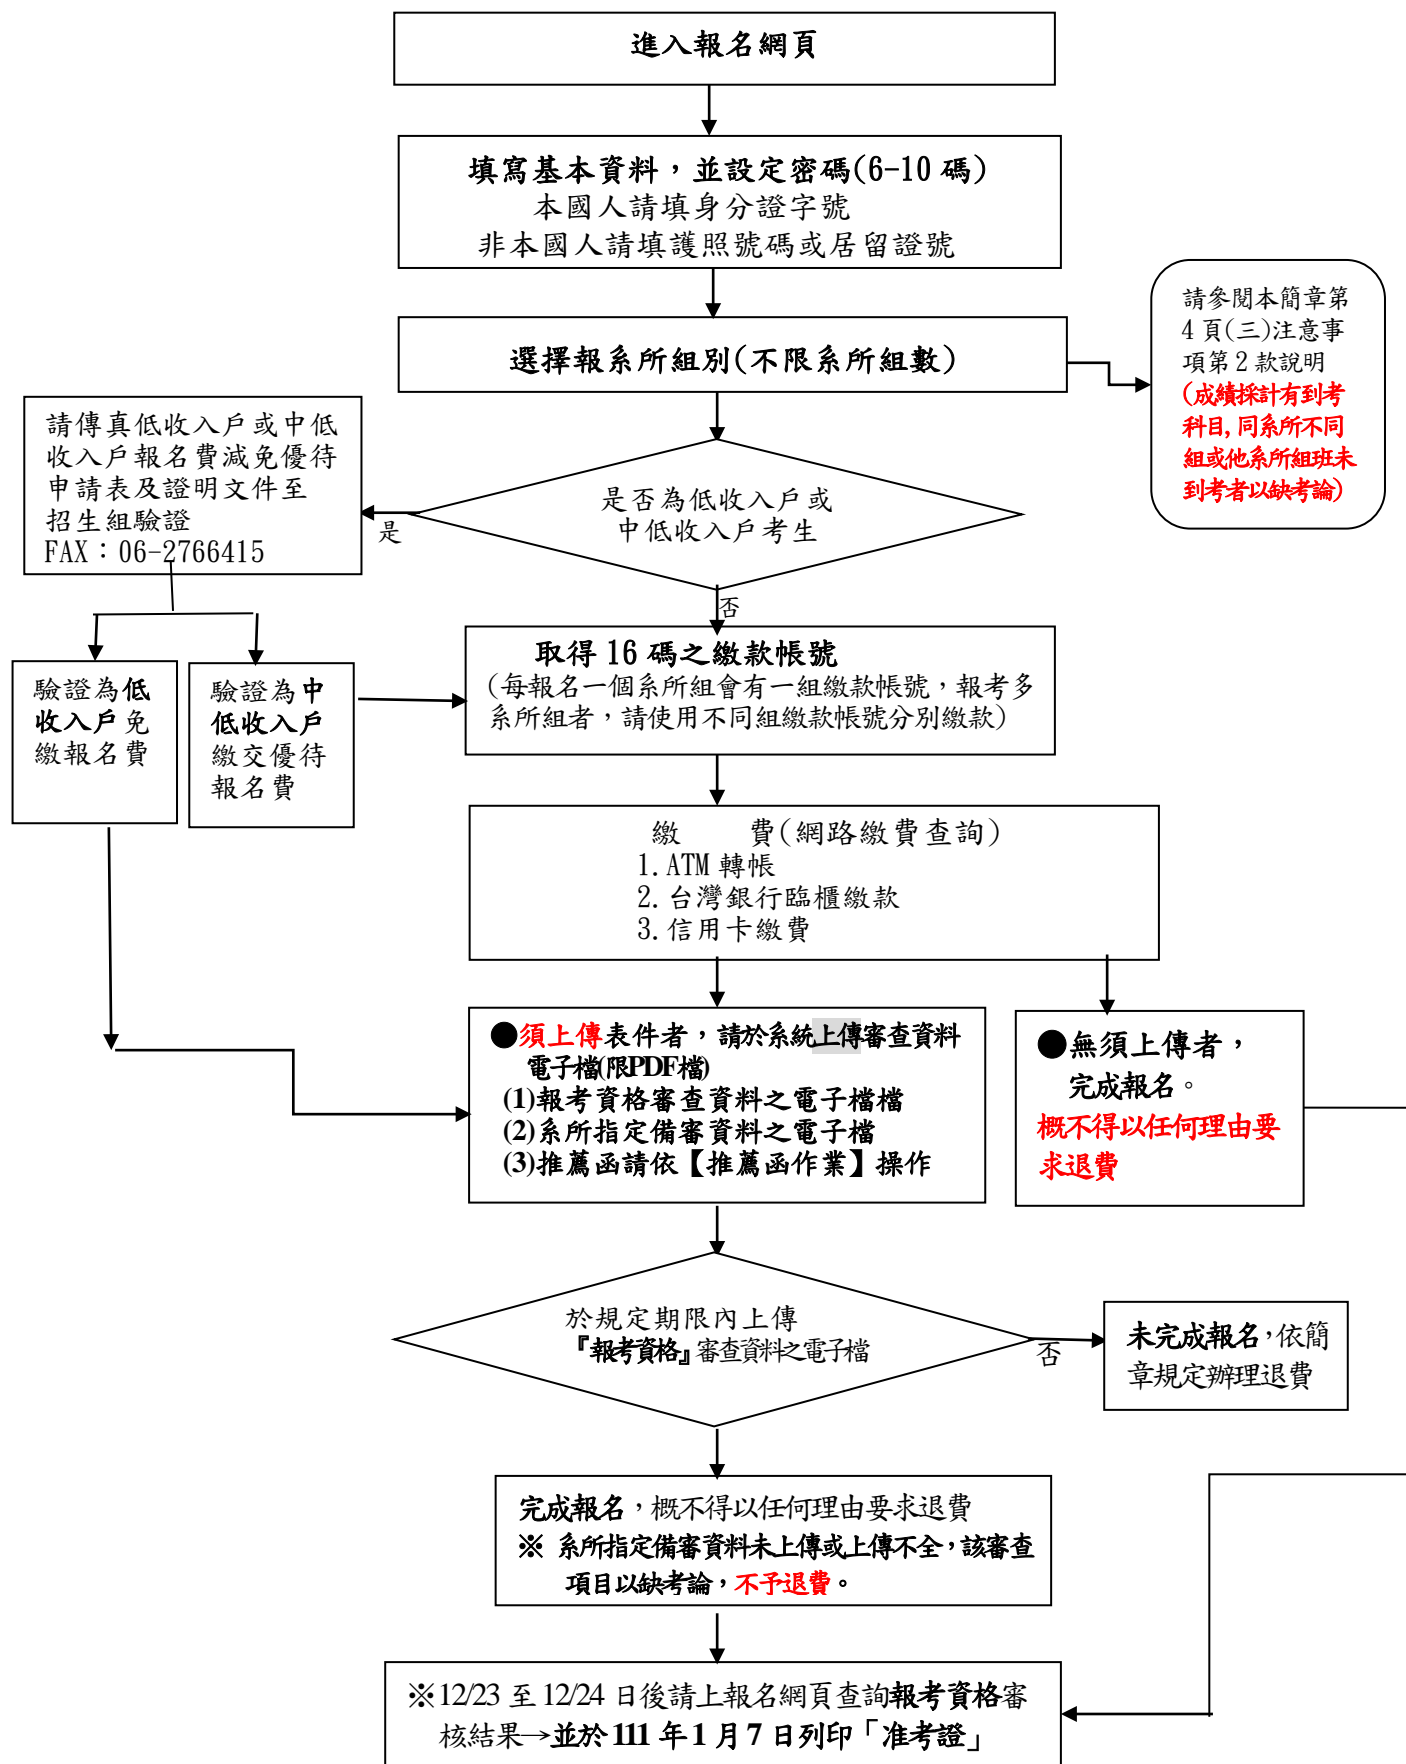 進入報名網頁
填寫基本資料，並設定密碼(6-10 碼)
本國人請填身分證字號
非本國人請填護照號碼或居留證號
選擇報系所組別(不限系所組數)
請參閱本簡章第
4 頁(三)注意事
項第 2 款說明
(成績採計有到考
科目,同系所不同
組或他系所組班未
到考者以缺考論)
請傳真低收入戶或中低
收入戶報名費減免優待
申請表及證明文件至
招生組驗證
FAX：06-2766415
是否為低收入戶或
中低收入戶考生
是
否
驗證為低
收入戶免
繳報名費
驗證為中
低收入戶
繳交優待
報名費
取得 16 碼之繳款帳號
(每報名一個系所組會有一組繳款帳號，報考多
系所組者，請使用不同組繳款帳號分別繳款)
繳　　費(網路繳費查詢)
1.ATM 轉帳
2.台灣銀行臨櫃繳款
3.信用卡繳費
●須上傳表件者，請於系統上傳審查資料
電子檔(限PDF檔)
(1)報考資格審查資料之電子檔檔
(2)系所指定備審資料之電子檔
(3)推薦函請依【推薦函作業】操作
●無須上傳者，
完成報名。
概不得以任何理由要
求退費
於規定期限內上傳
『報考資格』審查資料之電子檔
否
未完成報名，依簡
章規定辦理退費
完成報名，概不得以任何理由要求退費
※ 系所指定備審資料未上傳或上傳不全，該審查
項目以缺考論，不予退費。
※12/23 至 12/24 日後請上報名網頁查詢報考資格審
核結果→並於 111 年 1 月 7 日列印「准考證」